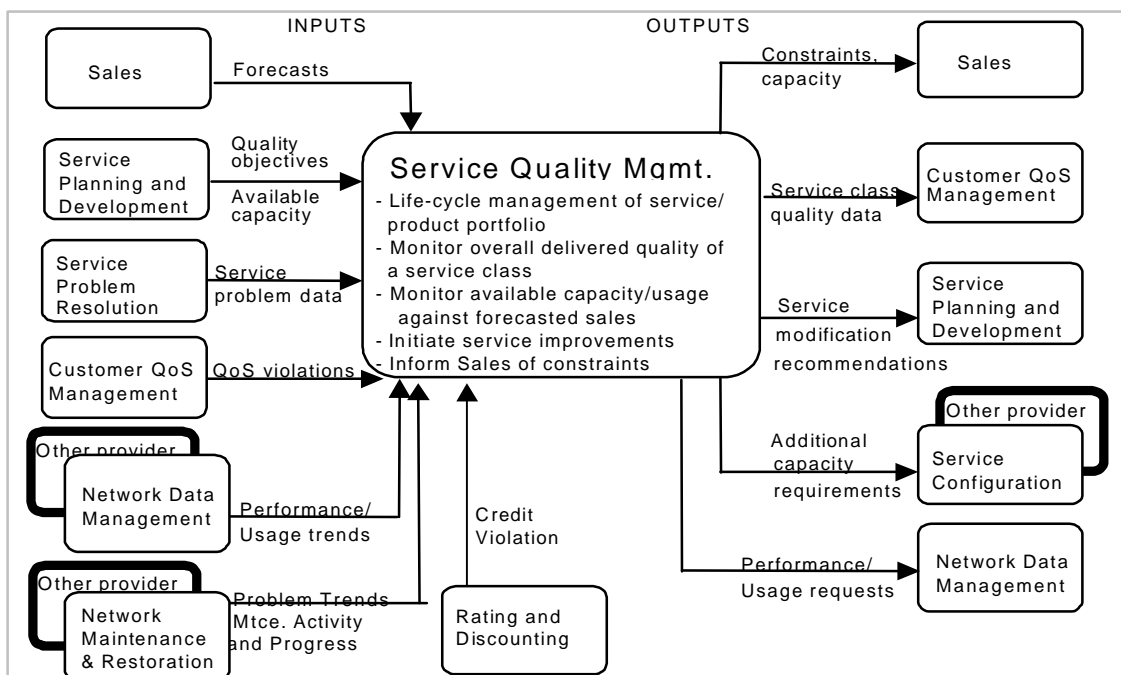 INPUTS
OUTPUTS
Sales
Forecasts
Constraints,
capacity
Sales
Service
Planning and
Development
Quality
objectives
Available
capacity
Service Quality Mgmt.
- Life-cycle management of service/
product portfolio
- Monitor overall delivered quality of
a service class
- Monitor available capacity/usage
against forecasted sales
- Initiate service improvements
- Inform Sales of constraints
Service class
quality data
Customer QoS
Management
Service
Problem
Resolution
Service
problem data
Service
modification
recommendations
Service
Planning and
Development
Customer QoS
Management
QoS violations
Other provider
Network Data
Management
Performance/
Usage trends
Credit
Violation
Additional
capacity
requirements
Other provider
Service
Configuration
Other provider
Network
Maintenance
& Restoration
Problem Trends
Mtce. Activity
and Progress
Rating and
Discounting
Performance/
Usage requests
Network Data
Management